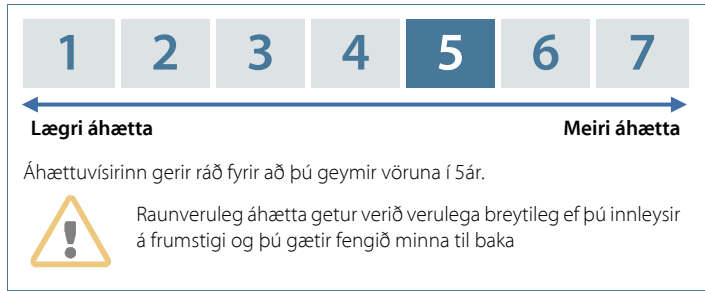 1 2 3 4 5 6 7
Lægri áhætta Meiri áhætta
Áhættuvísirinn gerir ráð fyrir að þú geymir vöruna í 5ár.
Raunveruleg áhætta getur verið verulega breytileg ef þú innleysir
á frumstigi og þú gætir fengið minna til baka